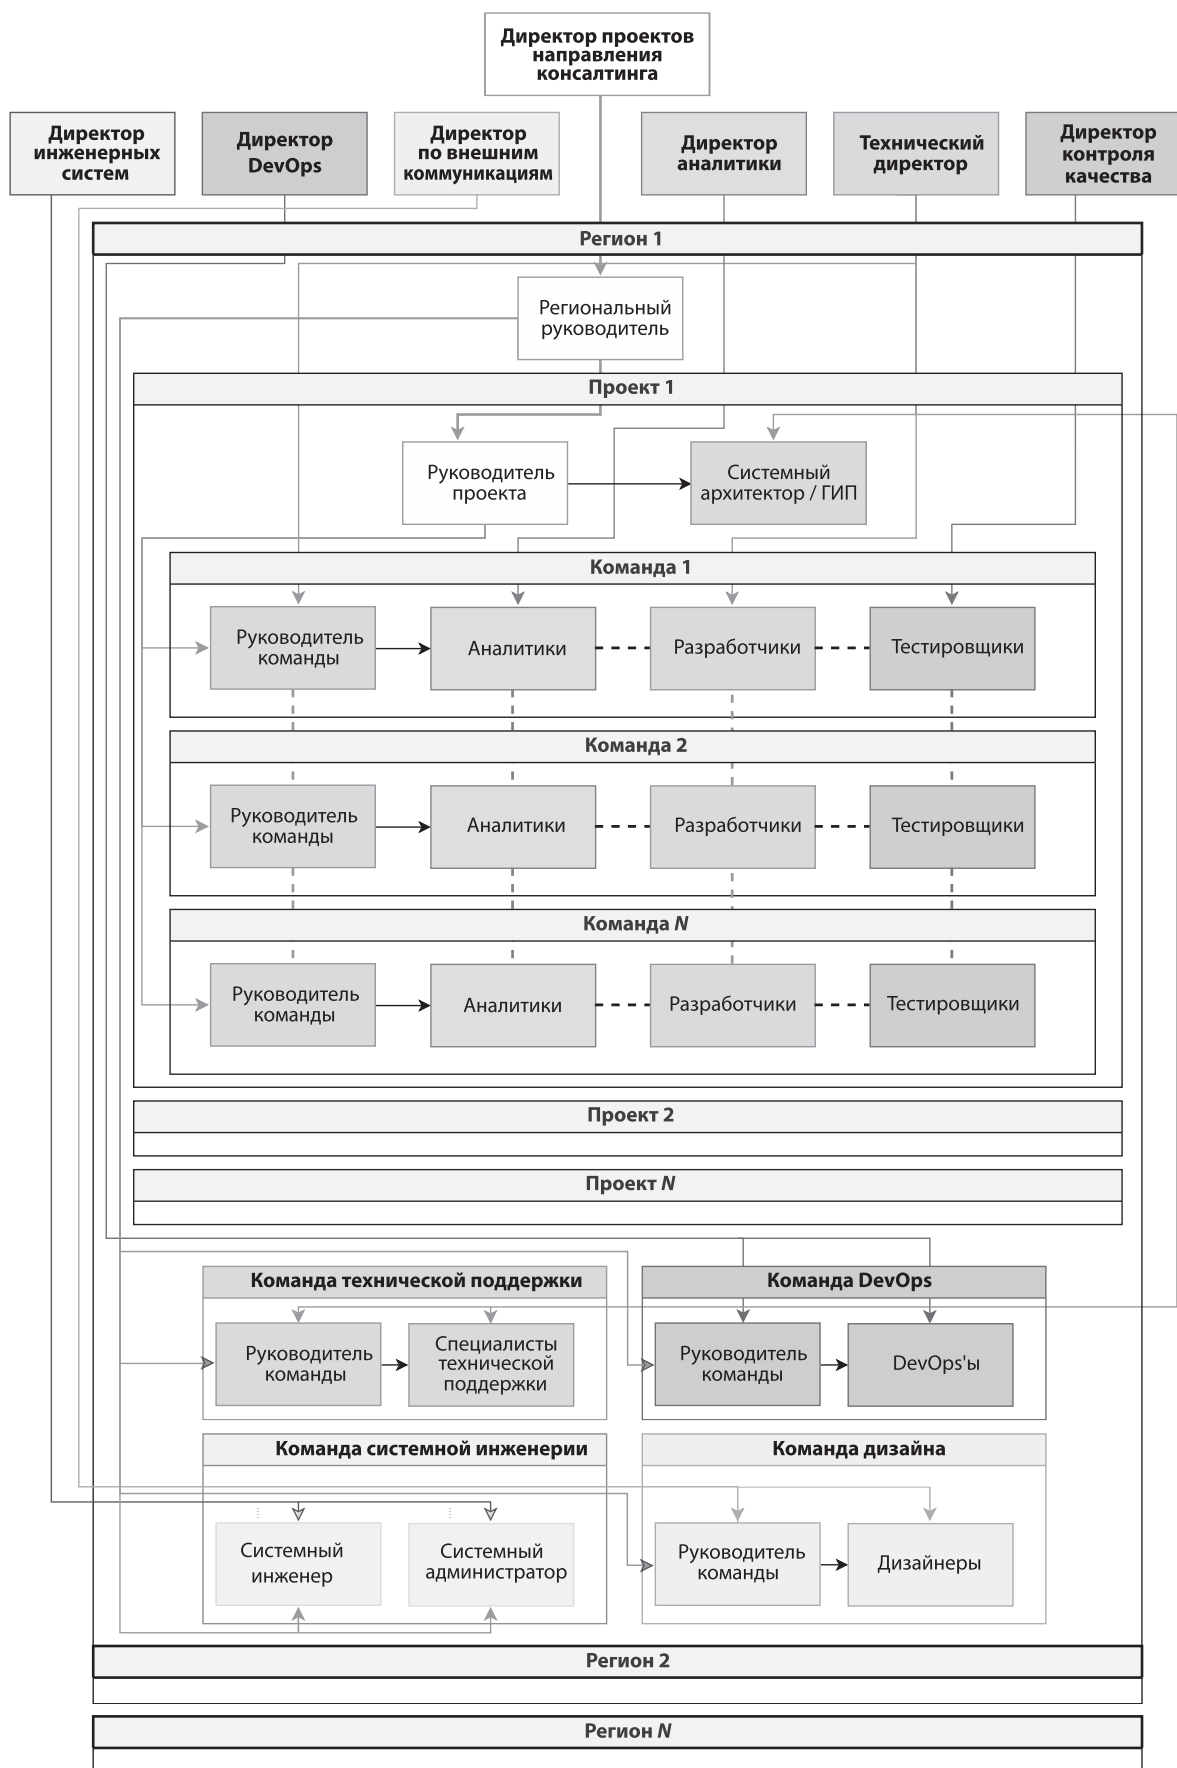 Директор проектов
направления
консалтинга
Директор
инженерных
систем
Директор
DevOps
Директор
по внешним
коммуникациям
Директор
аналитики
Технический
директор
Директор
контроля
качества
Регион 1
Региональный
руководитель
Проект 1
Руководитель
проекта
Системный
архитектор / ГИП
Команда 1
Руководитель
команды
Аналитики
Разработчики
Тестировщики
Команда 2
Руководитель
команды
Аналитики
Разработчики
Тестировщики
Команда N
Руководитель
команды
Аналитики
Разработчики
Тестировщики
Проект 2
Проект N
Команда технической поддержки
Руководитель
команды
Специалисты
технической
поддержки
Команда DevOps
Руководитель
команды
DevOps'ы
Команда системной инженерии
Системный
инженер
Системный
администратор
Команда дизайна
Руководитель
команды
Дизайнеры
Регион 2
Регион N